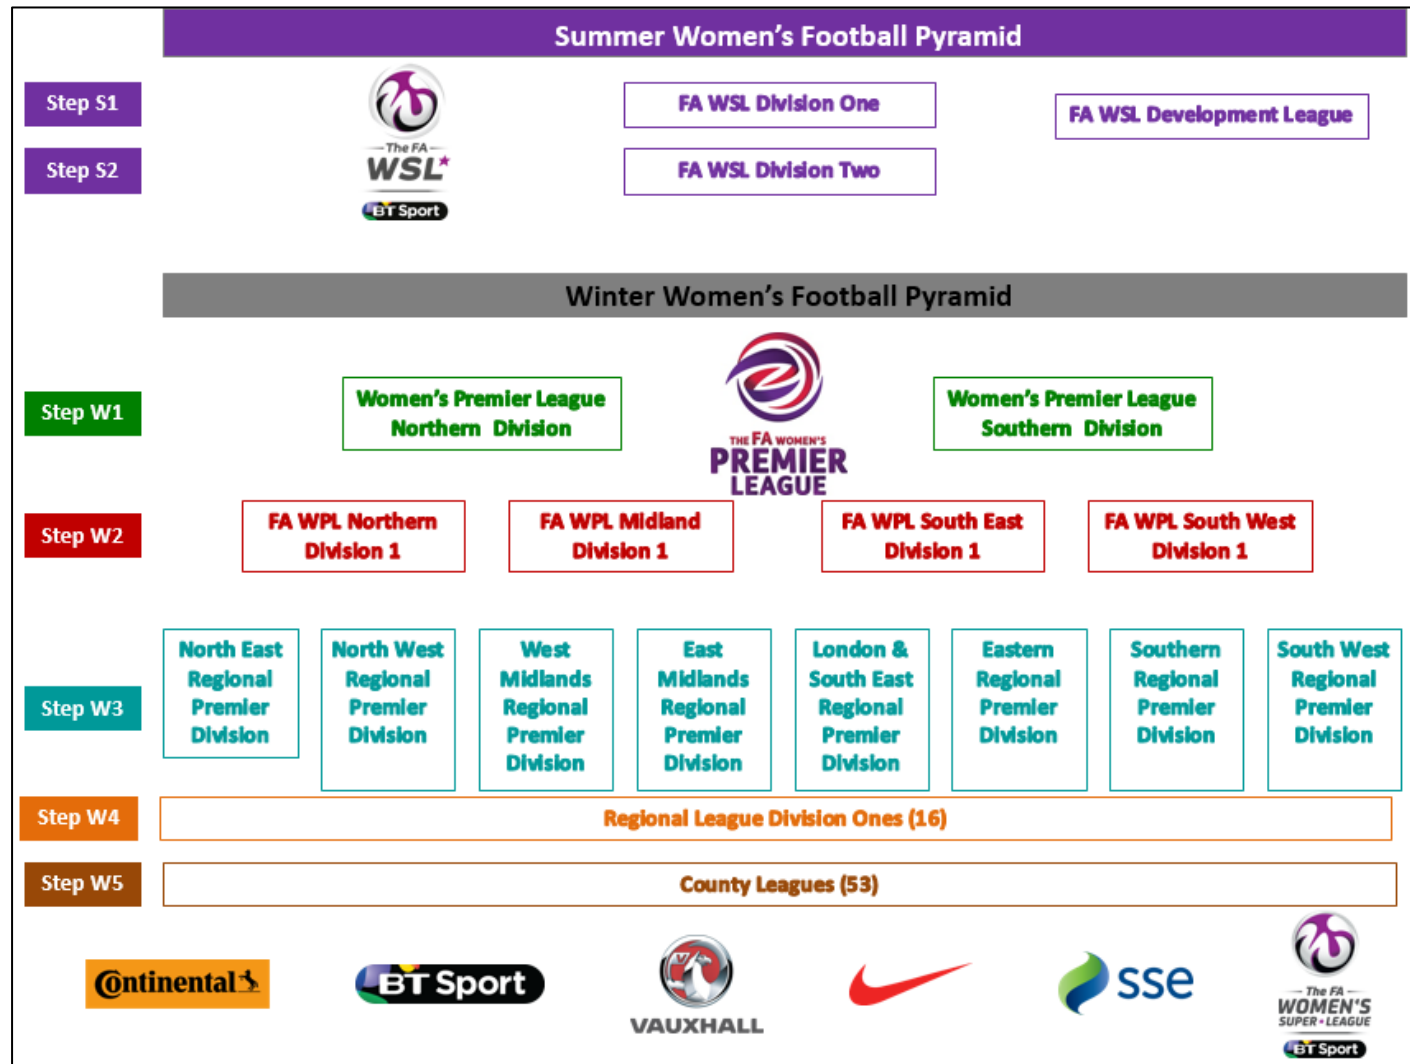 Summer Women's Football Pyramid
Step S1
The FA
WSL
BT Sport
FA WSL Division One
FA WSL Development League
Step S2
FA WSL Division Two
Winter Women's Football Pyramid
Step W1
Women's Premier League
Northern Division
THE FA WOMEN'S
PREMIER
LEAGUE
Women's Premier League
Southern Division
Step W2
FA WPL Northern
Division 1
FA WPL Midland
Division 1
FA WPL South East
Division 1
FA WPL South West
Division 1
Step W3
North East
Regional
Premier
Division
North West
Regional
Premier
Division
West
Midlands
Regional
Premier
Division
East
Midlands
Regional
Premier
Division
London &
South East
Regional
Premier
Division
Eastern
Regional
Premier
Division
Southern
Regional
Premier
Division
South West
Regional
Premier
Division
Step W4
Regional League Division Ones (16)
Step W5
County Leagues (53)
Continental
BT Sport
VAUXHALL
sse
The FA
WOMEN'S
SUPER LEAGUE
BT Sport